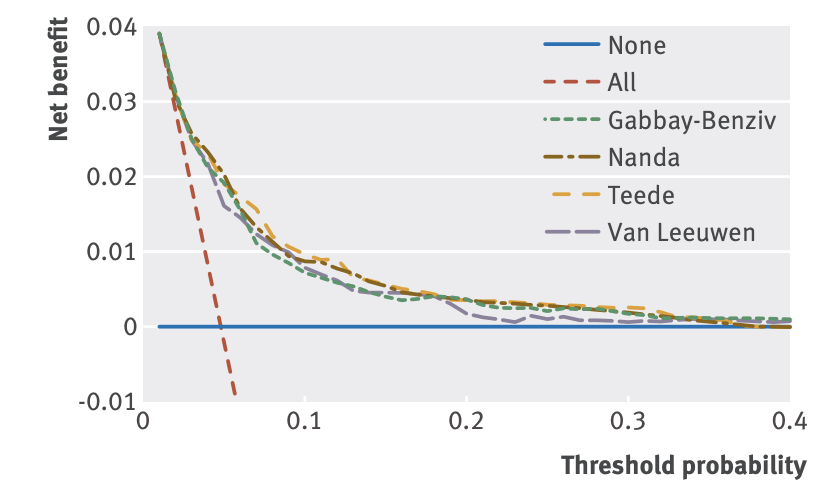 Net benefit
0.04
0.03
0.02
0.01
0
-0.01
None
All
Gabbay-Benziv
Nanda
Teede
Van Leeuwen
0 0.1 0.2 0.3 0.4
Threshold probability